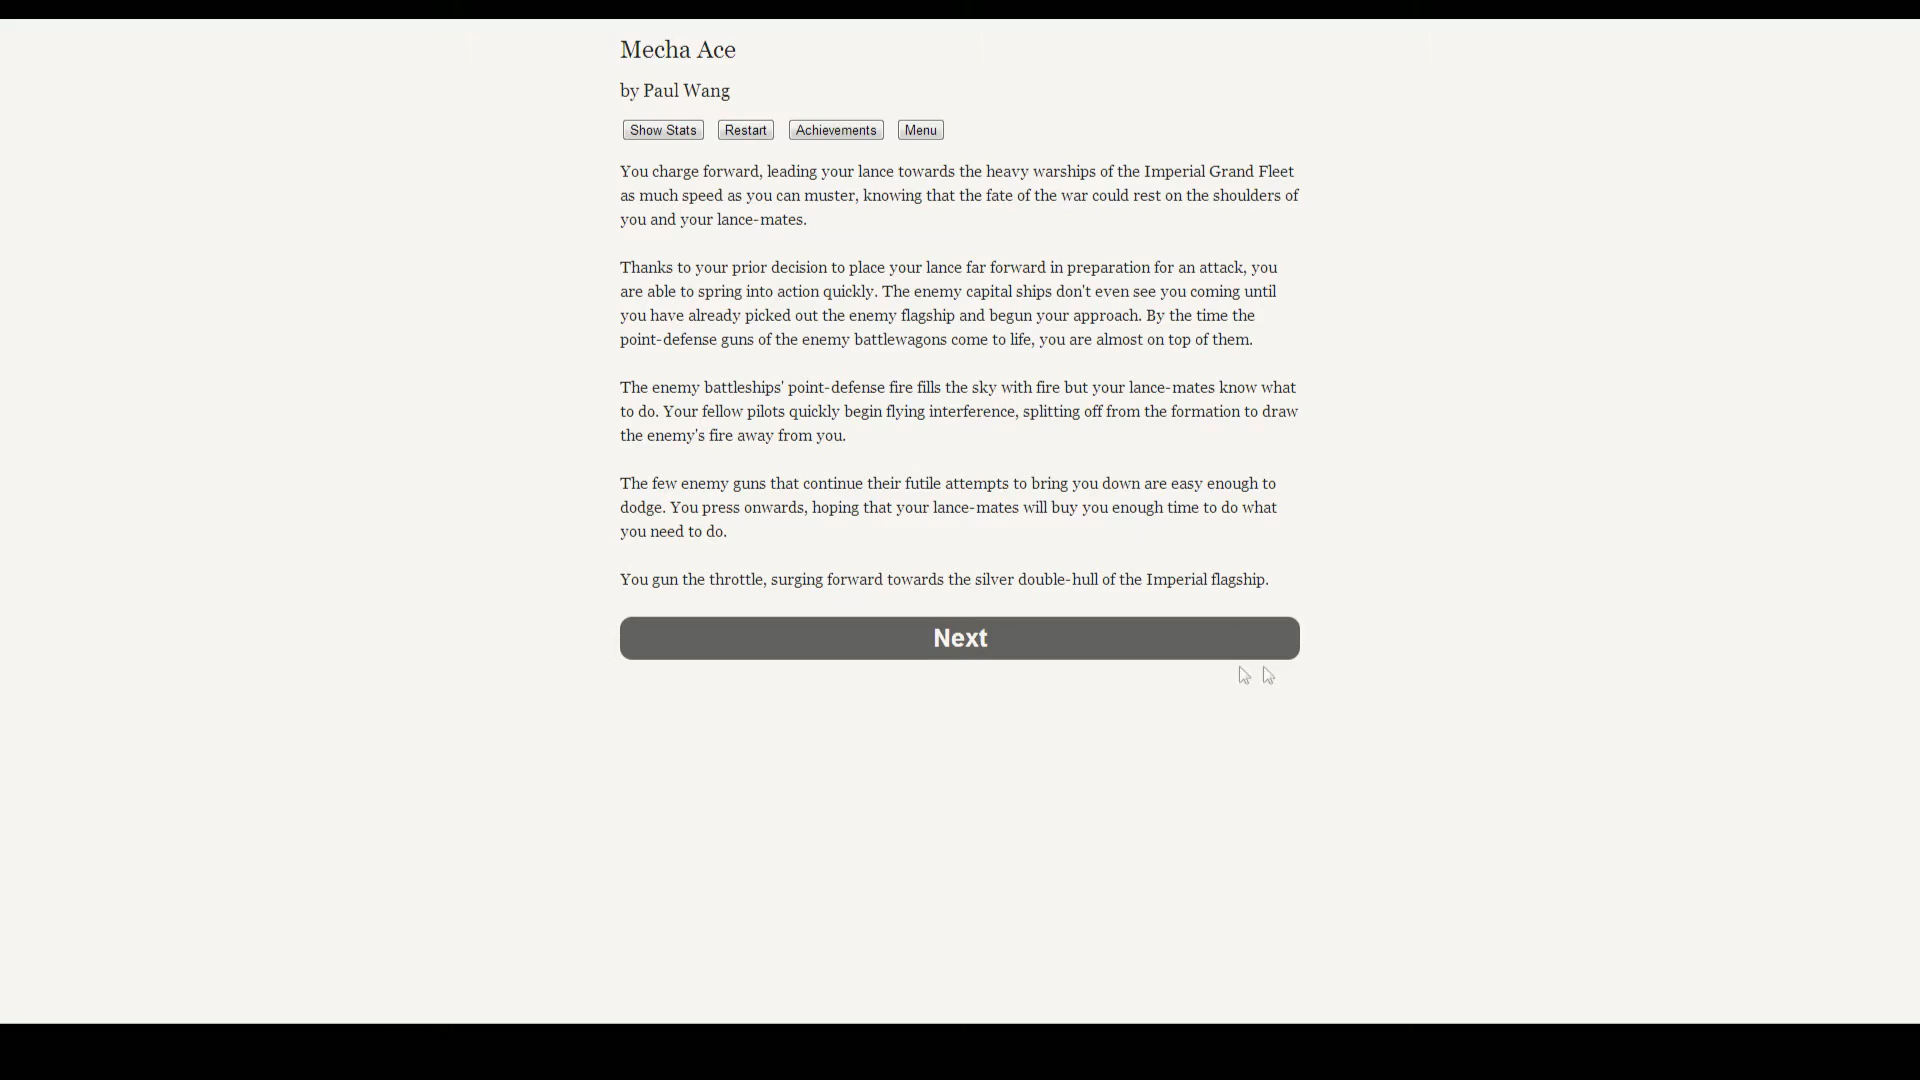 Mecha Ace
by Paul Wang
Show Stats Restart Achievements Menu
You charge forward, leading your lance towards the heavy warships of the Imperial Grand Fleet
as much speed as you can muster, knowing that the fate of the war could rest on the shoulders of
you and your lance-mates.
Thanks to your prior decision to place your lance far forward in preparation for an attack, you
are able to spring into action quickly. The enemy capital ships don't even see you coming until
you have already picked out the enemy flagship and begun your approach. By the time the
point-defense guns of the enemy battlewagons come to life, you are almost on top of them.
The enemy battleships' point-defense fire fills the sky with fire but your lance-mates know what
to do. Your fellow pilots quickly begin flying interference, splitting off from the formation to draw
the enemy's fire away from you.
The few enemy guns that continue their futile attempts to bring you down are easy enough to
dodge. You press onwards, hoping that your lance-mates will buy you enough time to do what
you need to do.
You gun the throttle, surging forward towards the silver double-hull of the Imperial flagship.
Next